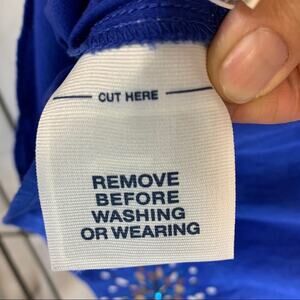 CUT HERE
REMOVE
BEFORE
WASHING
OR WEARING